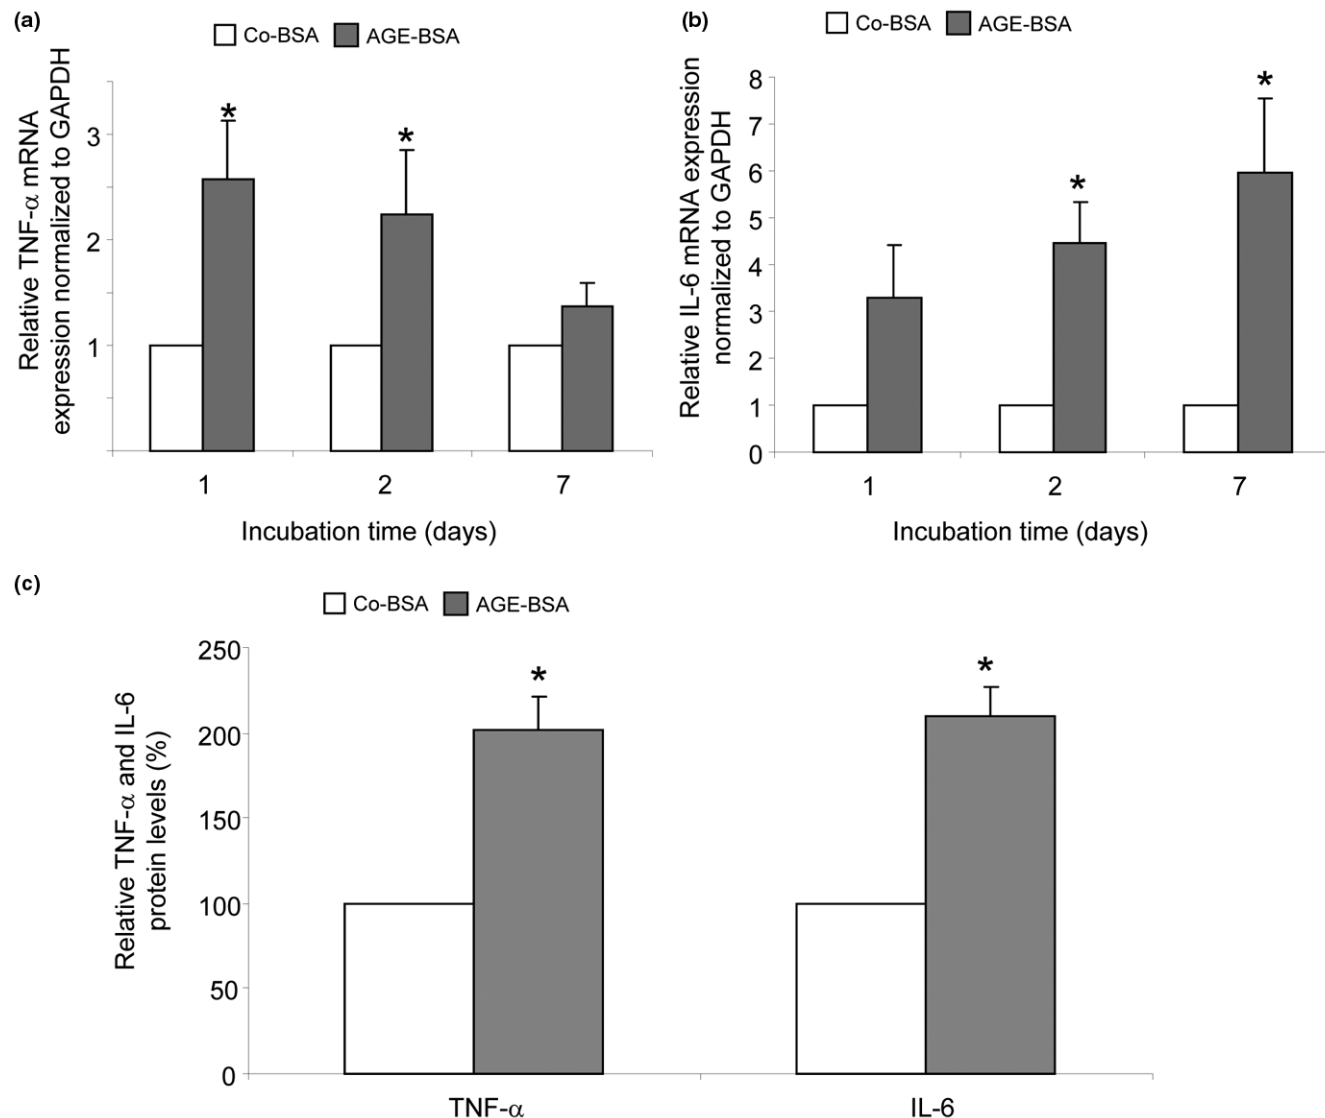 (a)
Co-BSA AGE-BSA
Relative TNF-α mRNA
expression normalized to GAPDH
3
2
1
*
*
1 2 7
Incubation time (days)
(b)
Co-BSA AGE-BSA
Relative IL-6 mRNA expression
normalized to GAPDH
8
7
6
5
4
3
2
1
0
*
*
1 2 7
Incubation time (days)
(c)
Co-BSA AGE-BSA
Relative TNF-α and IL-6
protein levels (%)
250
200
150
100
50
0
*
*
TNF-α IL-6